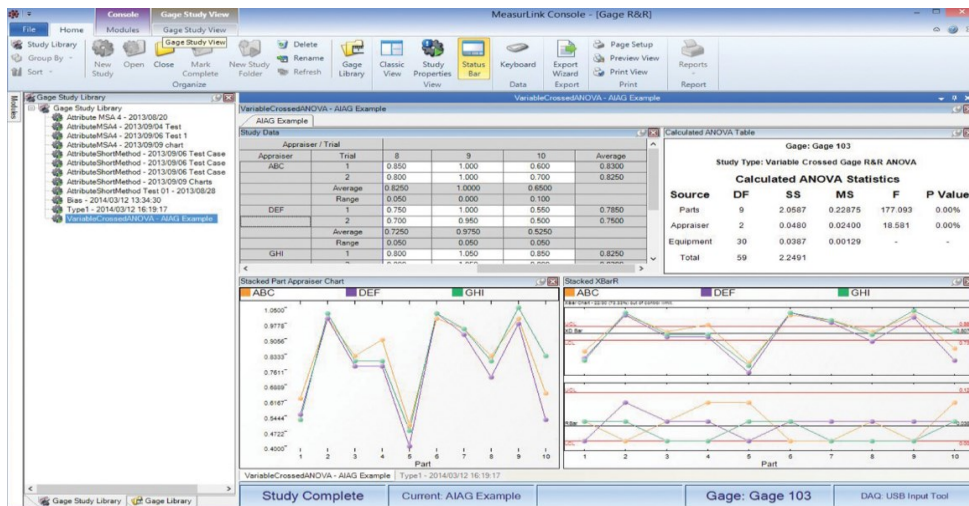 Console
Gage Study View
MeasurLink Console - [Gage R&R]
File
Home
Modules
Gage Study View
Study Library
Group By
Sort
New Study
Open
Close
Gage Study View
Mark Complete
New Study Folder
Delete
Rename
Refresh
Organize
Gage Library
Classic View
Study Properties
Status Bar
View
Keyboard
Data
Export Wizard
Export
Page Setup
Preview View
Print View
Print
Reports
Report
Modules
Gage Study Library
Gage Study Library
Attribute MSA 4 - 2013/08/20
AttributeMSA4 - 2013/09/04 Test
AttributeMSA4 - 2013/09/06 Test 1
AttributeMSA4 - 2013/09/09 chart
AttributeShortMethod - 2013/09/06 Test Case
AttributeShortMethod - 2013/09/06 Test Case
AttributeShortMethod - 2013/09/06 Test Case
AttributeShortMethod - 2013/09/09 Charts
AttributeShortMethod Test 01 - 2013/08/28
Bias - 2014/03/12 13:34:30
Type1 - 2014/03/12 16:19:17
VariableCrossedANOVA - AIAG Example
Gage Study Library
Gage Library
VariableCrossedANOVA - AIAG Example
VariableCrossedANOVA - AIAG Example
AIAG Example
Study Data
Appraiser / Trial
Appraiser Trial 8 9 10 Average
ABC 1 0.850 1.000 0.600 0.8300
2 0.800 1.000 0.700 0.8250
Average 0.8250 1.0000 0.6500
Range 0.050 0.000 0.100
DEF 1 0.750 1.000 0.550 0.7850
2 0.700 0.950 0.500 0.7500
Average 0.7250 0.9750 0.5250
Range 0.050 0.050 0.050
GHI 1 0.800 1.050 0.850 0.8250
Calculated ANOVA Table
Gage: Gage 103
Study Type: Variable Crossed Gage R&R ANOVA
Calculated ANOVA Statistics
Source DF SS MS F P Value
Parts 9 2.0587 0.22875 177.093 0.00%
Appraiser 2 0.0480 0.02400 18.581 0.00%
Equipment 30 0.0387 0.00129 - -
Total 59 2.2491
Stacked Part Appraiser Chart
ABC DEF GHI
1.0500
0.9778
0.9056
0.8333
0.7611
0.6889
0.6167
0.5444
0.4722
0.4000
1 2 3 4 5 6 7 8 9 10
Part
Stacked XBarR
ABC DEF GHI
1 2 3 4 5 6 7 8 9 10
Part
VariableCrossedANOVA - AIAG Example
Type1 - 2014/03/12 16:19:17
Study Complete
Current: AIAG Example
Gage: Gage 103
DAQ: USB Input Tool